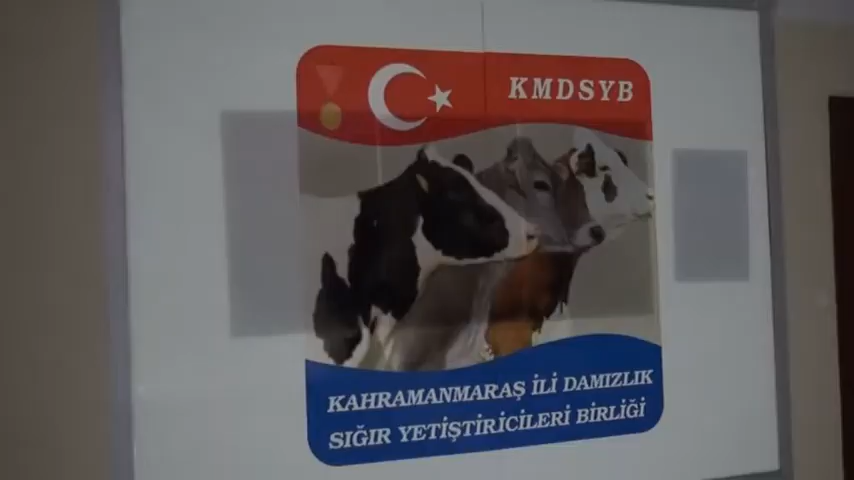 KMDSYB
KAHRAMANMARAŞ İLİ DAMIZLIK
SIĞIR YETİŞTİRİCİLERİ BİRLİĞİ